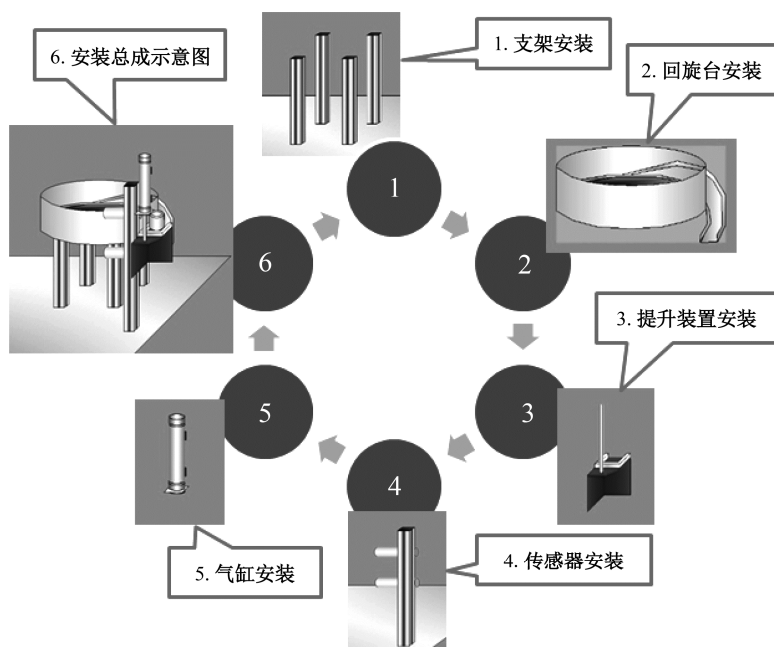 6. 安装总成示意图
1. 支架安装
2. 回旋台安装
1
2
6
3. 提升装置安装
5
3
4
5. 气缸安装
4. 传感器安装